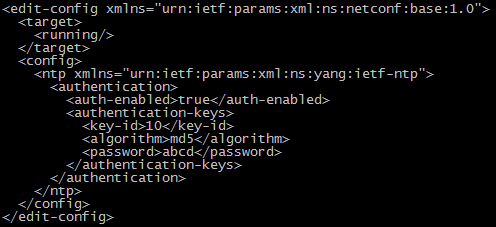 <edit-config xmlns="urn:ietf:params:xml:ns:netconf:base:1.0">
  <target>
    <running/>
  </target>
  <config>
    <ntp xmlns="urn:ietf:params:xml:ns:yang:ietf-ntp">
      <authentication>
        <auth-enabled>true</auth-enabled>
        <authentication-keys>
          <key-id>10</key-id>
          <algorithm>md5</algorithm>
          <password>abcd</password>
        </authentication-keys>
      </authentication>
    </ntp>
  </config>
</edit-config>